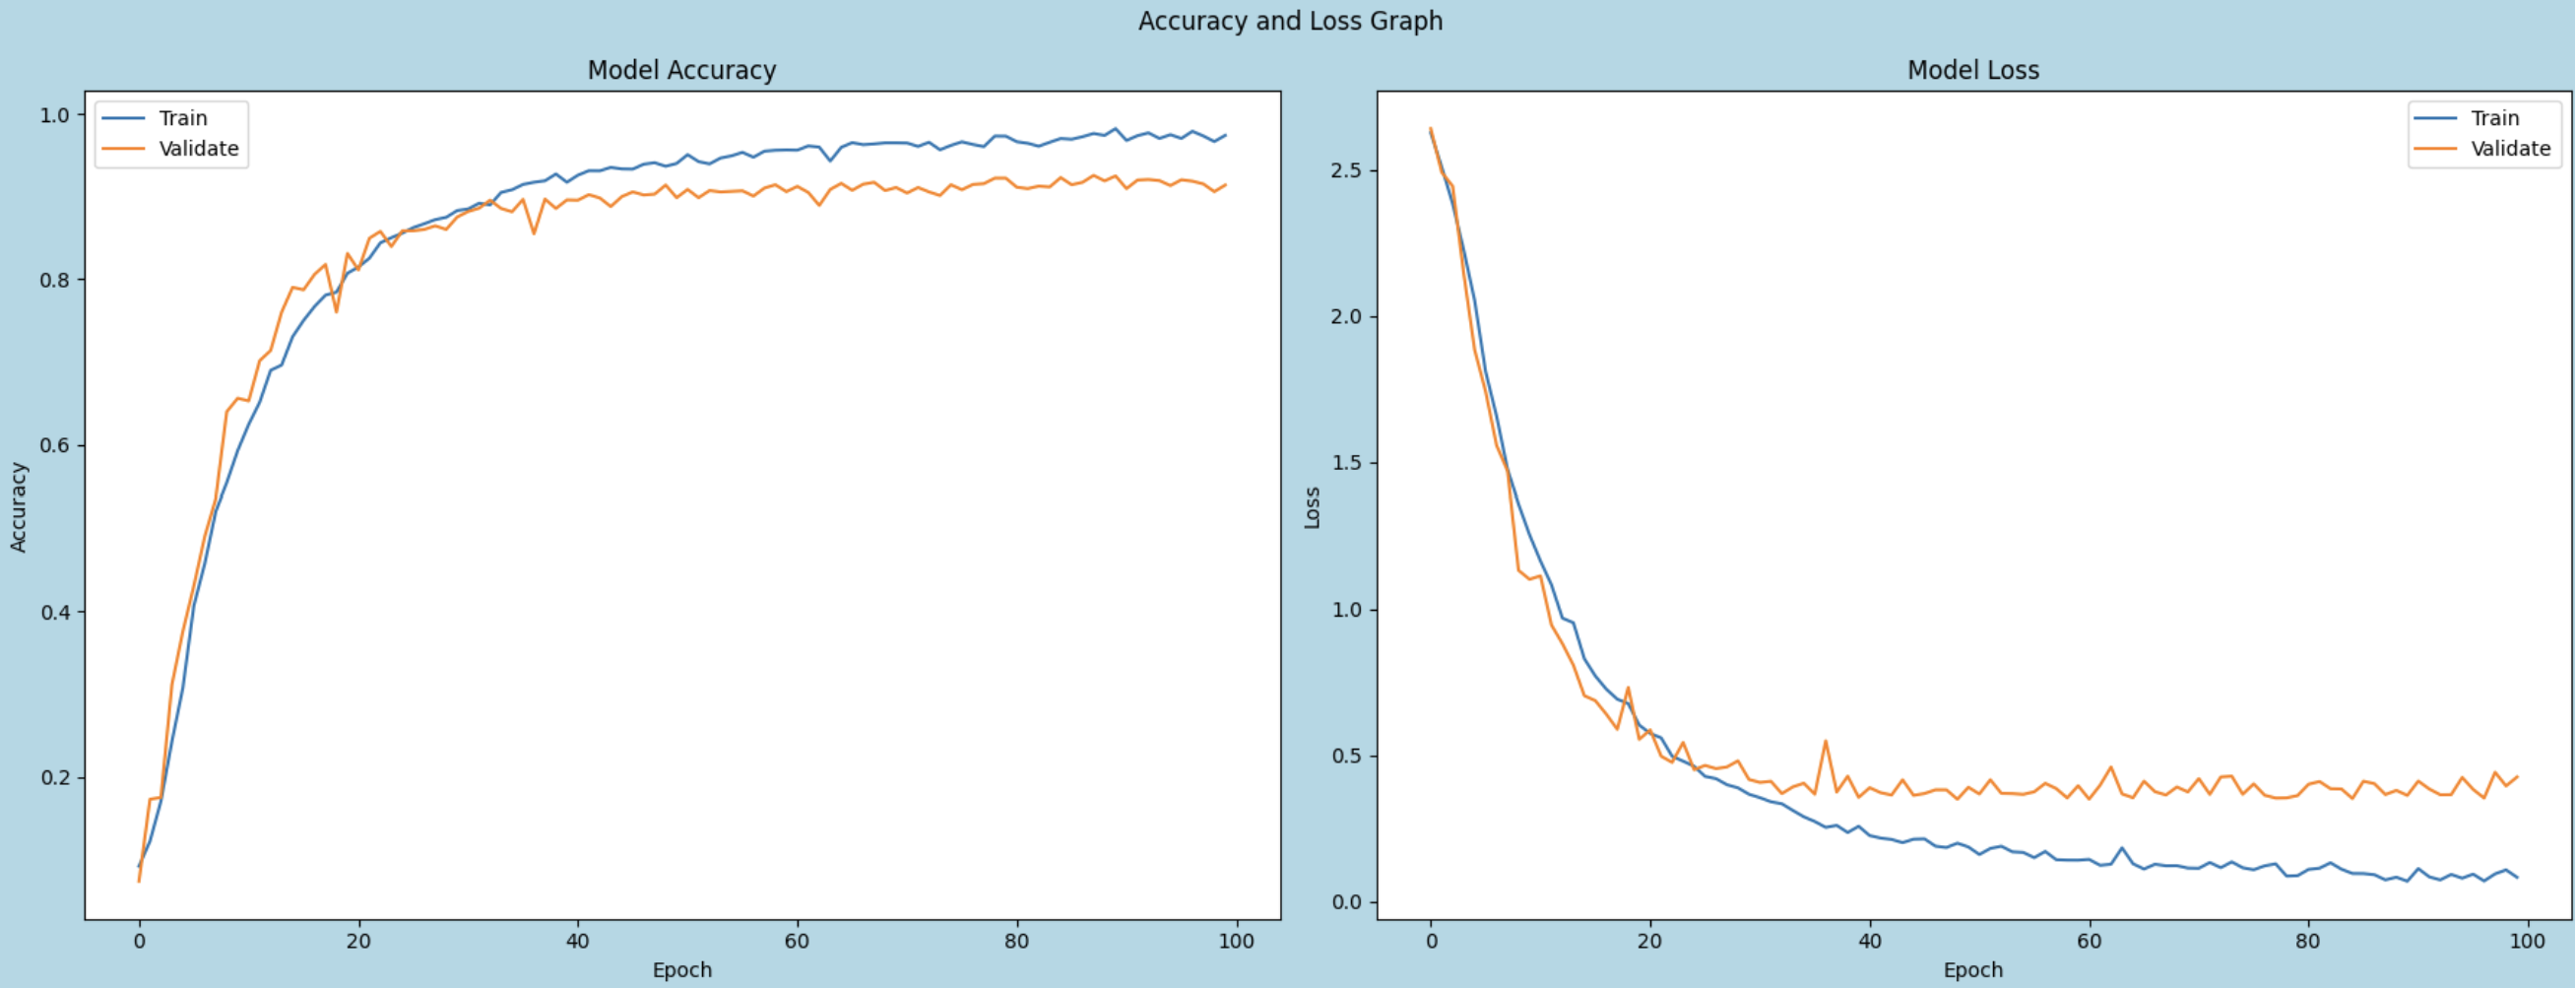 Accuracy and Loss Graph
Model Accuracy
1.0
0.8
0.6
0.4
0.2
Accuracy
Train
Validate
0 20 40 60 80 100
Epoch
Model Loss
2.5
2.0
1.5
1.0
0.5
0.0
Loss
Train
Validate
0 20 40 60 80 100
Epoch